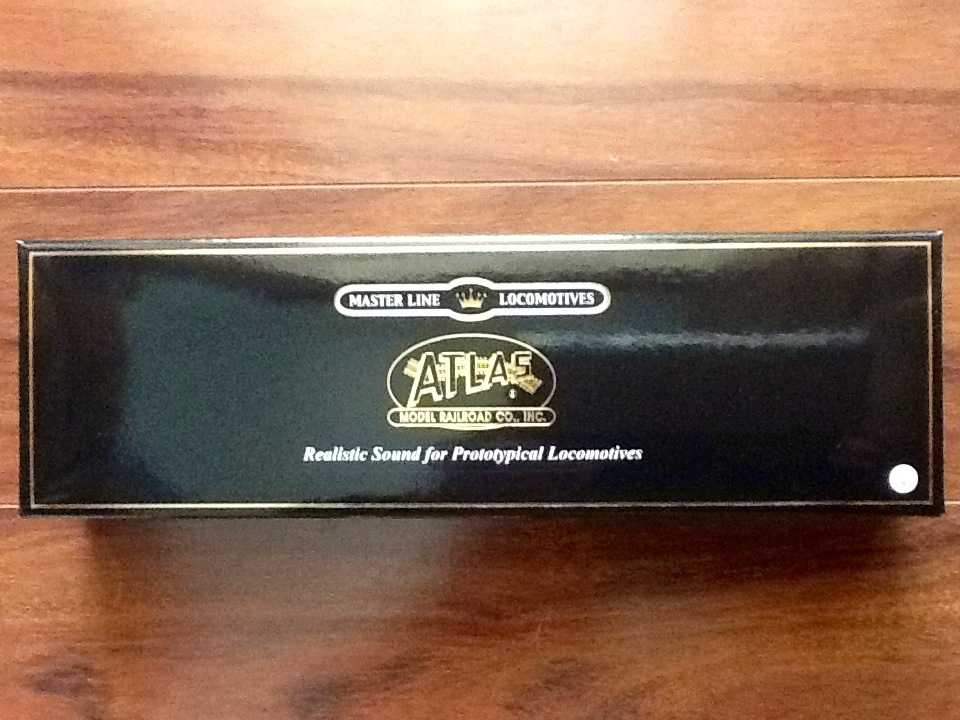 MASTER LINE LOCOMOTIVES
ATLAS
MODEL RAILROAD CO., INC.
Realistic Sound for Prototypical Locomotives